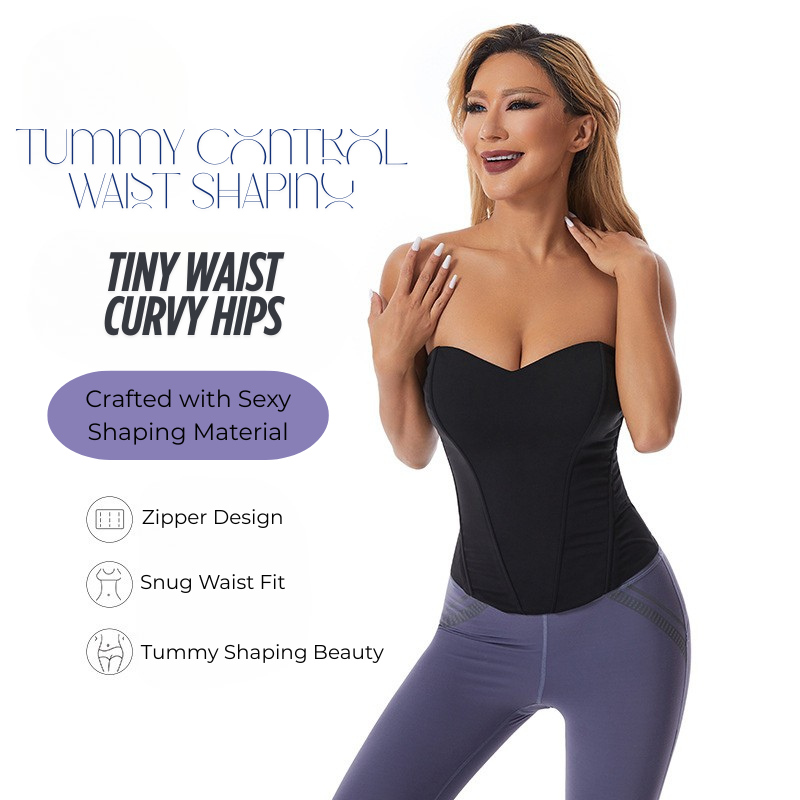 TUMMY CONTROL
WAIST SHAPING
TINY WAIST
CURVY HIPS
Crafted with Sexy
Shaping Material
Zipper Design
Snug Waist Fit
Tummy Shaping Beauty